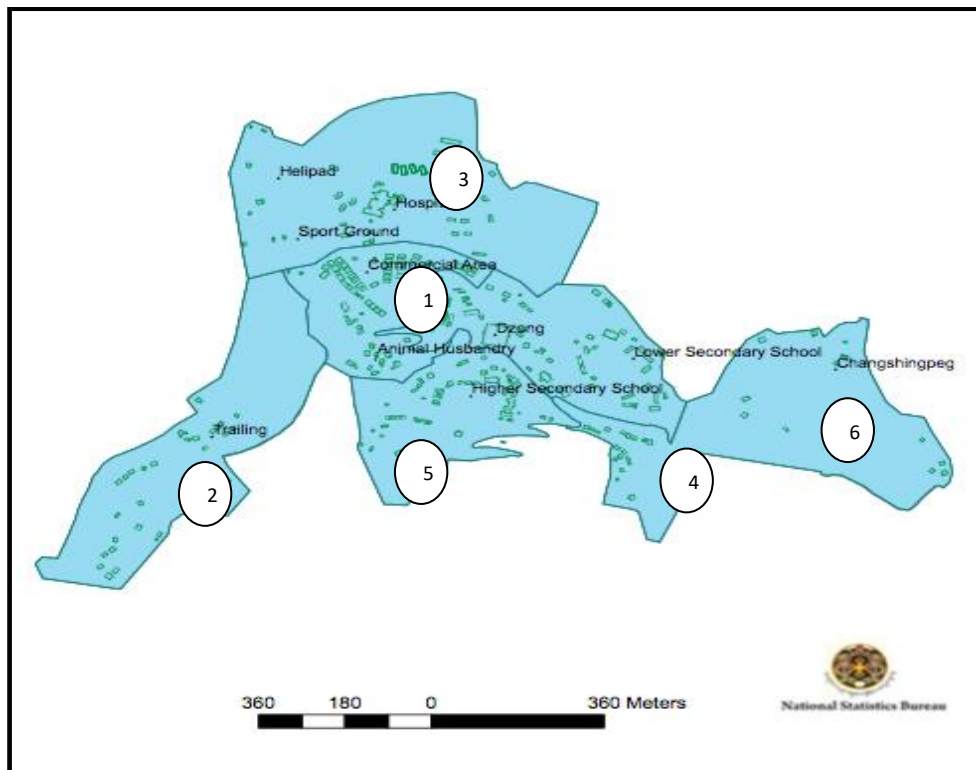 3
Helipad
Hospi
Sport Ground
Commercial Area
1
Dzong
Animal Husbandry
Lower Secondary School
Changshingpeg
Higher Secondary School
Trailing
6
5
4
2
360 180 0 360 Meters
National Statistics Bureau